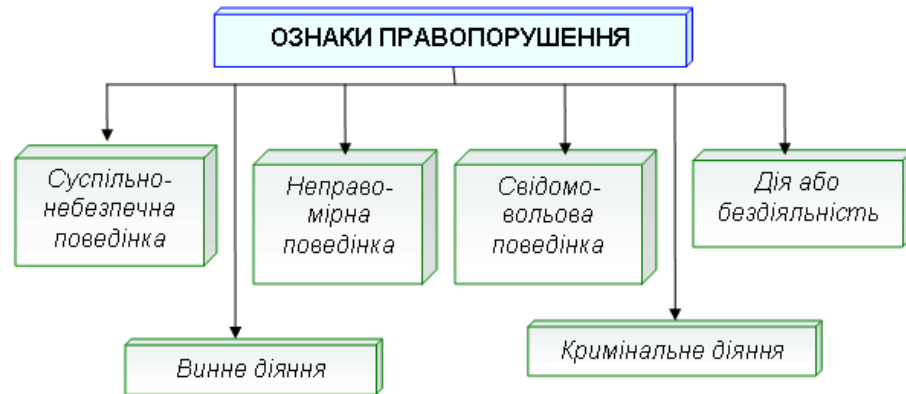 ОЗНАКИ ПРАВОПОРУШЕННЯ
Суспільно-
небезпечна
поведінка
Неправо-
мірна
поведінка
Свідомо-
вольова
поведінка
Дія або
бездіяльність
Винне діяння
Кримінальне діяння